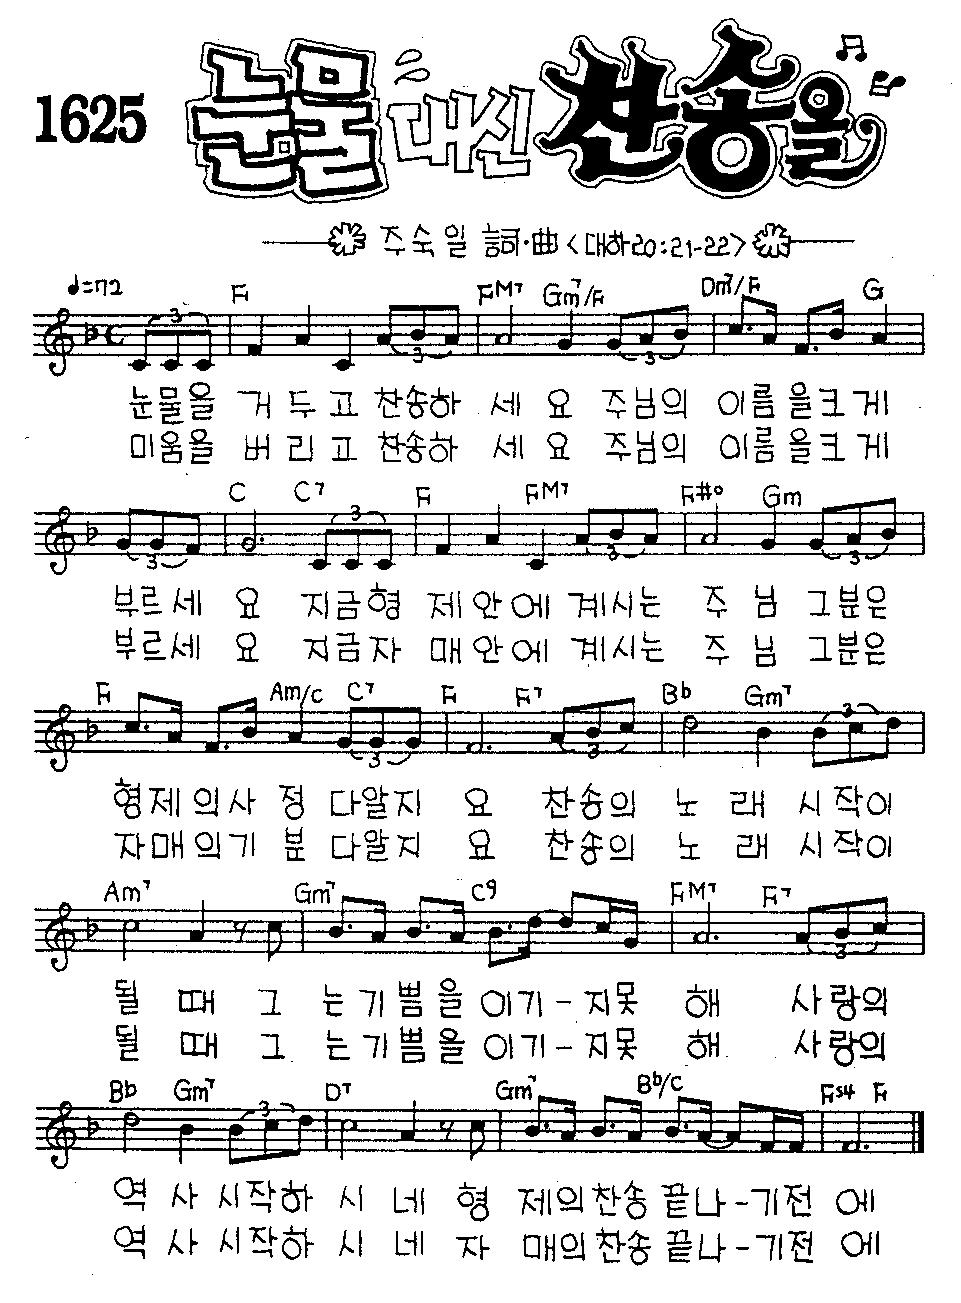 1625
눈물 대신 찬송을
주숙일 詞·曲 <대하20:21-22>
♩=72
F FM7 Gm7/F Dm7/F G
눈물을 거 두 고 찬송하 세 요 주님의 이름을크게
미움을 버 리 고 찬송하 세 요 주님의 이름을크게
C C7 F FM7 F#o Gm
부르세 요 지금형 제안에 계시는 주 님 그분은
부르세 요 지금자 매안에 계시는 주 님 그분은
F Am/C C7 F F7 Bb Gm7
형제의사 정 다알지 요 찬송의 노 래 시작이
자매의기 분 다알지 요 찬송의 노 래 시작이
Am7 Gm7 C9 FM7 F7
될 때 그 는기쁨을이기-지못 해 사랑의
될 때 그 는기쁨을이기-지못 해 사랑의
Bb Gm7 D7 Gm7 Bb/C Fs4 F
역 사 시작하 시 네 형 제의찬송 끝나-기전 에
역 사 시작하 시 네 자 매의찬송 끝나-기전 에